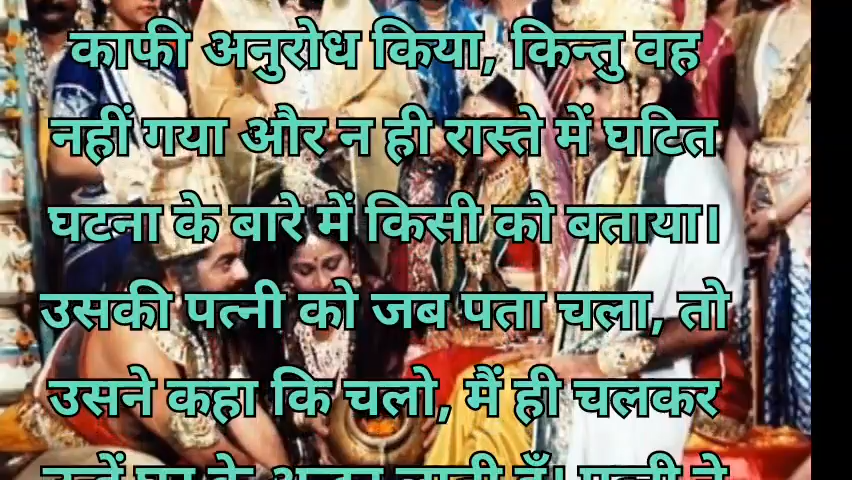 काफी अनुरोध किया, किन्तु वह
नहीं गया और न ही रास्ते में घटित
घटना के बारे में किसी को बताया।
उसकी पत्नी को जब पता चला, तो
उसने कहा कि चलो, मैं ही चलकर